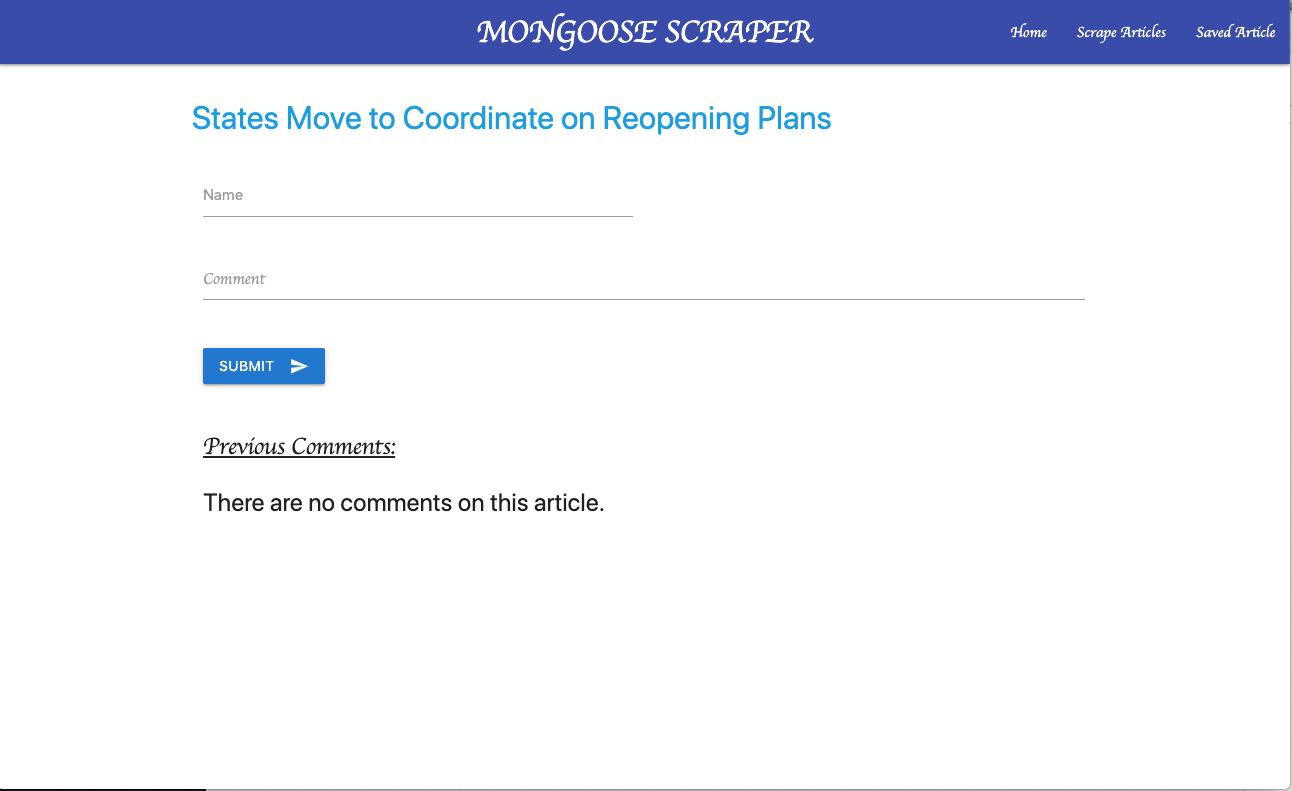 MONGOOSE SCRAPER
Home Scrape Articles Saved Article
States Move to Coordinate on Reopening Plans
Name
Comment
SUBMIT
Previous Comments:
There are no comments on this article.